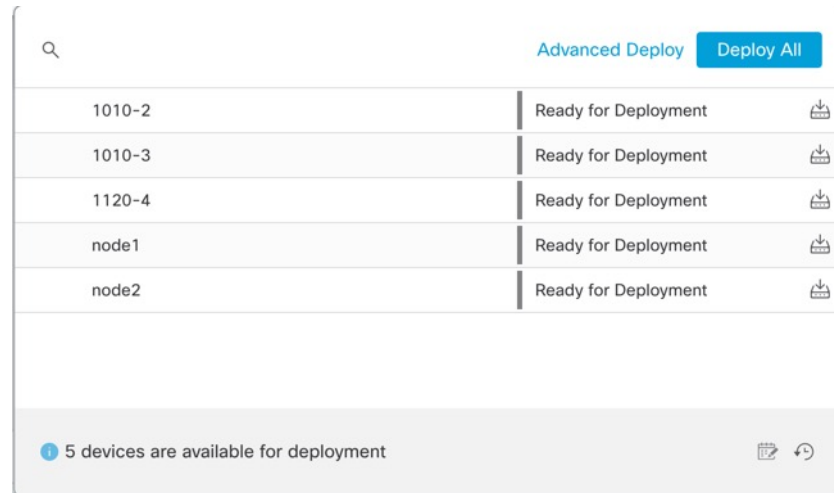 Advanced Deploy Deploy All
1010-2 Ready for Deployment
1010-3 Ready for Deployment
1120-4 Ready for Deployment
node1 Ready for Deployment
node2 Ready for Deployment
5 devices are available for deployment